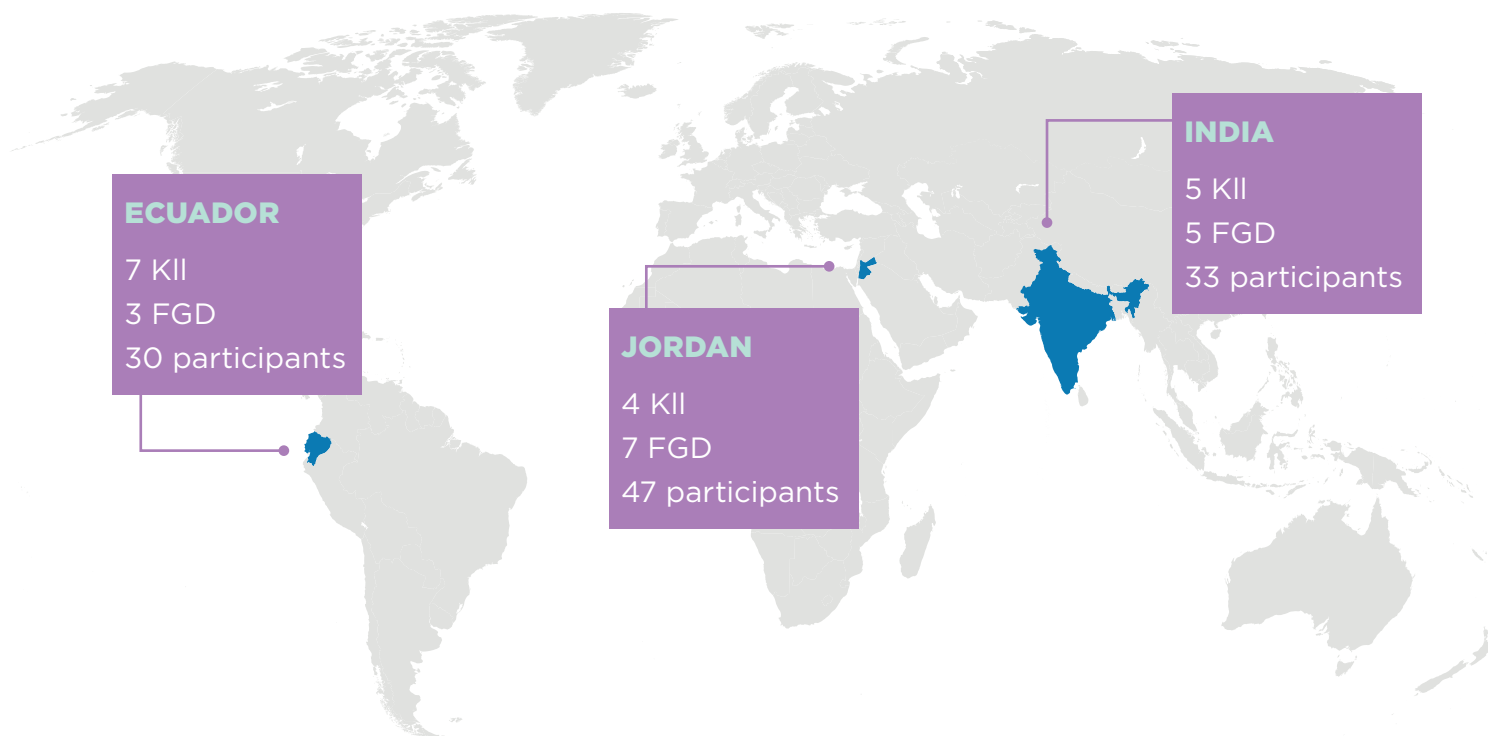 ECUADOR
7 KII
3 FGD
30 participants
JORDAN
4 KII
7 FGD
47 participants
INDIA
5 KII
5 FGD
33 participants